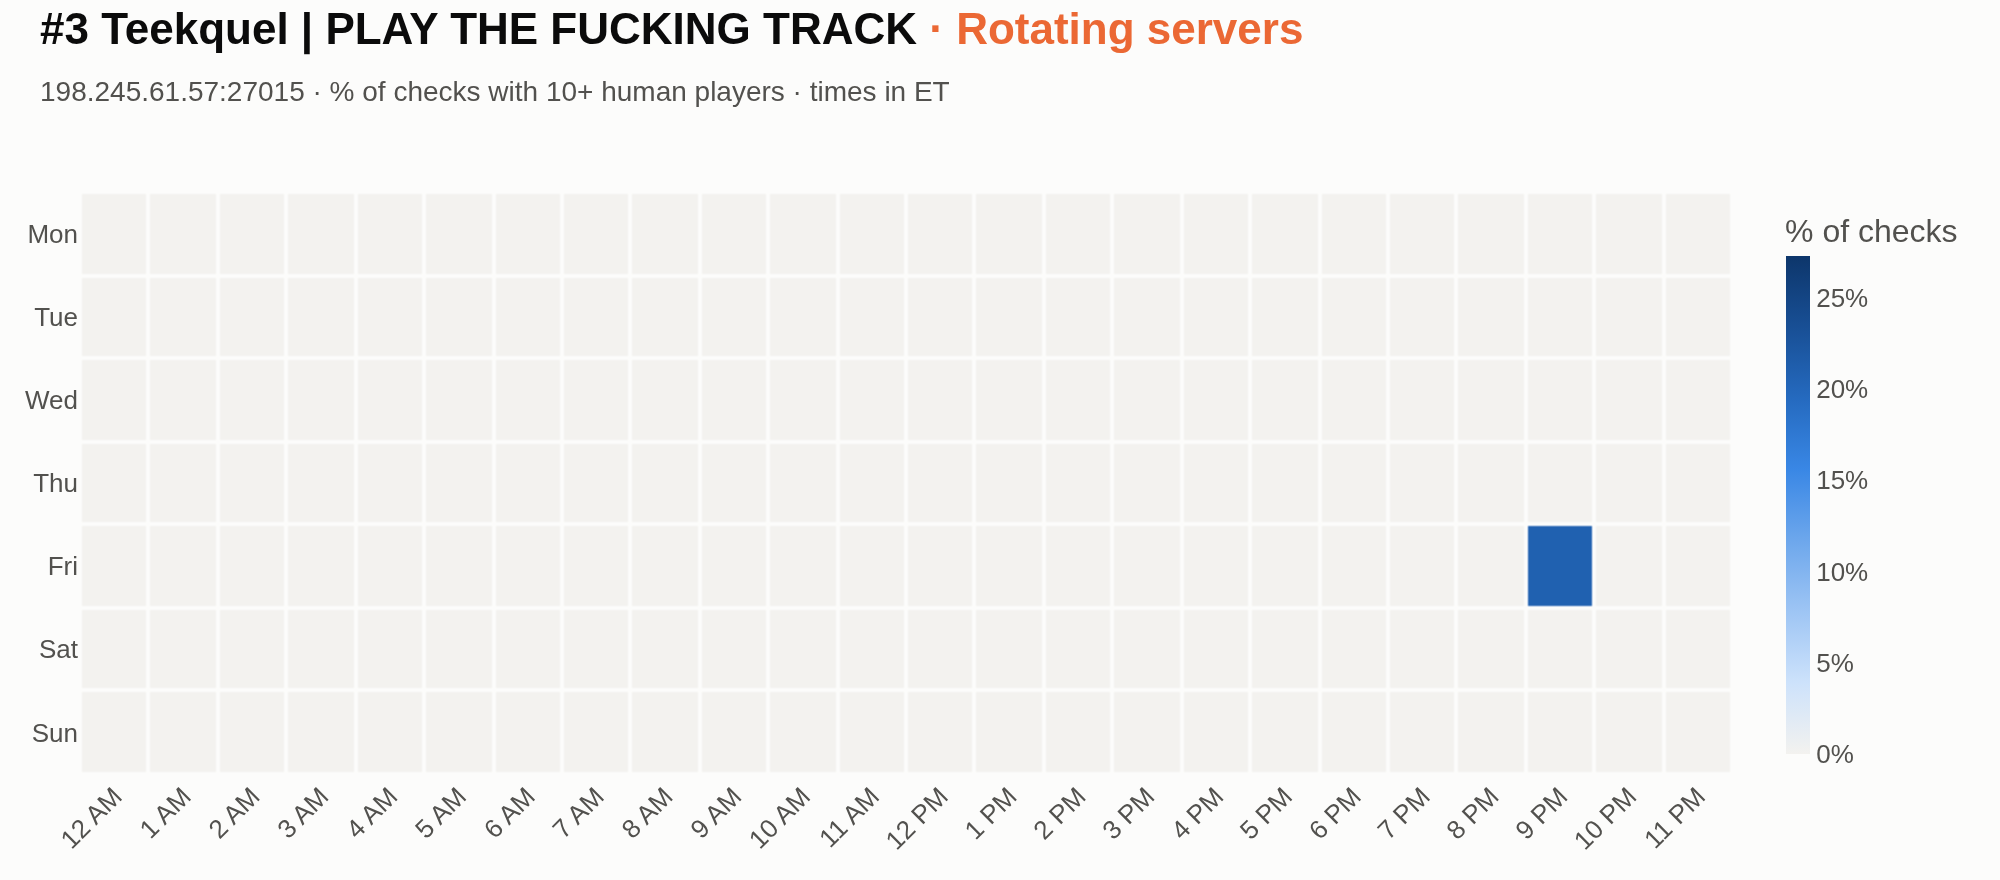 #3 Teekquel | PLAY THE FUCKING TRACK · Rotating servers
198.245.61.57:27015 · % of checks with 10+ human players · times in ET
% of checks
25%
20%
15%
10%
5%
0%
Mon
Tue
Wed
Thu
Fri
Sat
Sun
12 AM
1 AM
2 AM
3 AM
4 AM
5 AM
6 AM
7 AM
8 AM
9 AM
10 AM
11 AM
12 PM
1 PM
2 PM
3 PM
4 PM
5 PM
6 PM
7 PM
8 PM
9 PM
10 PM
11 PM